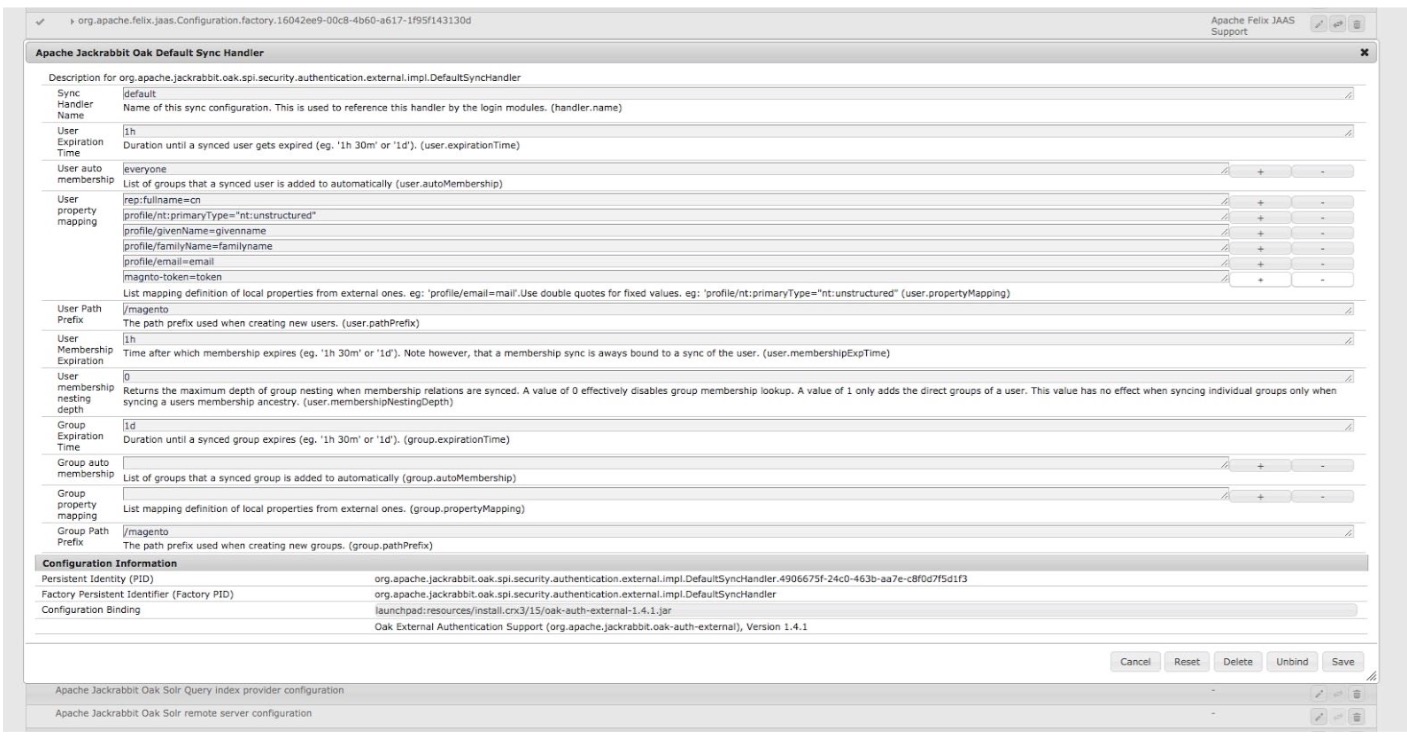 org.apache.felix.jaas.Configuration.factory.16042ee9-00c8-4b60-a617-1f95f143130d
Apache Felix JAAS
Support
Apache Jackrabbit Oak Default Sync Handler
Description for org.apache.jackrabbit.oak.spi.security.authentication.external.impl.DefaultSyncHandler
Sync
Handler
Name
default
Name of this sync configuration. This is used to reference this handler by the login modules. (handler.name)
User
Expiration
Time
1h
Duration until a synced user gets expired (eg. '1h 30m' or '1d'). (user.expirationTime)
User auto
membership
everyone
+ -
List of groups that a synced user is added to automatically (user.autoMembership)
User
property
mapping
rep:fullname=cn
+ -
profile/nt:primaryType="nt:unstructured"
+ -
profile/givenName=givenname
+ -
profile/familyName=familyname
+ -
profile/email=email
+ -
magnto-token=token
+ -
List mapping definition of local properties from external ones. eg: 'profile/email=mail'.Use double quotes for fixed values. eg: 'profile/nt:primaryType="nt:unstructured" (user.propertyMapping)
User Path
Prefix
/magento
The path prefix used when creating new users. (user.pathPrefix)
User
Membership
Expiration
1h
Time after which membership expires (eg. '1h 30m' or '1d'). Note however, that a membership sync is aways bound to a sync of the user. (user.membershipExpTime)
User
membership
nesting
depth
0
Returns the maximum depth of group nesting when membership relations are synced. A value of 0 effectively disables group membership lookup. A value of 1 only adds the direct groups of a user. This value has no effect when syncing individual groups only when
syncing a users membership ancestry. (user.membershipNestingDepth)
Group
Expiration
Time
1d
Duration until a synced group expires (eg. '1h 30m' or '1d'). (group.expirationTime)
Group auto
membership
+ -
List of groups that a synced group is added to automatically (group.autoMembership)
Group
property
mapping
+ -
List mapping definition of local properties from external ones. (group.propertyMapping)
Group Path
Prefix
/magento
The path prefix used when creating new groups. (group.pathPrefix)
Configuration Information
Persistent Identity (PID)
org.apache.jackrabbit.oak.spi.security.authentication.external.impl.DefaultSyncHandler.4906675f-24c0-463b-aa7e-c8f0d7f5d1f3
Factory Persistent Identifier (Factory PID)
org.apache.jackrabbit.oak.spi.security.authentication.external.impl.DefaultSyncHandler
Configuration Binding
launchpad:resources/install.crx3/15/oak-auth-external-1.4.1.jar
Oak External Authentication Support (org.apache.jackrabbit.oak-auth-external), Version 1.4.1
Cancel Reset Delete Unbind Save
Apache Jackrabbit Oak Solr Query index provider configuration -
Apache Jackrabbit Oak Solr remote server configuration -